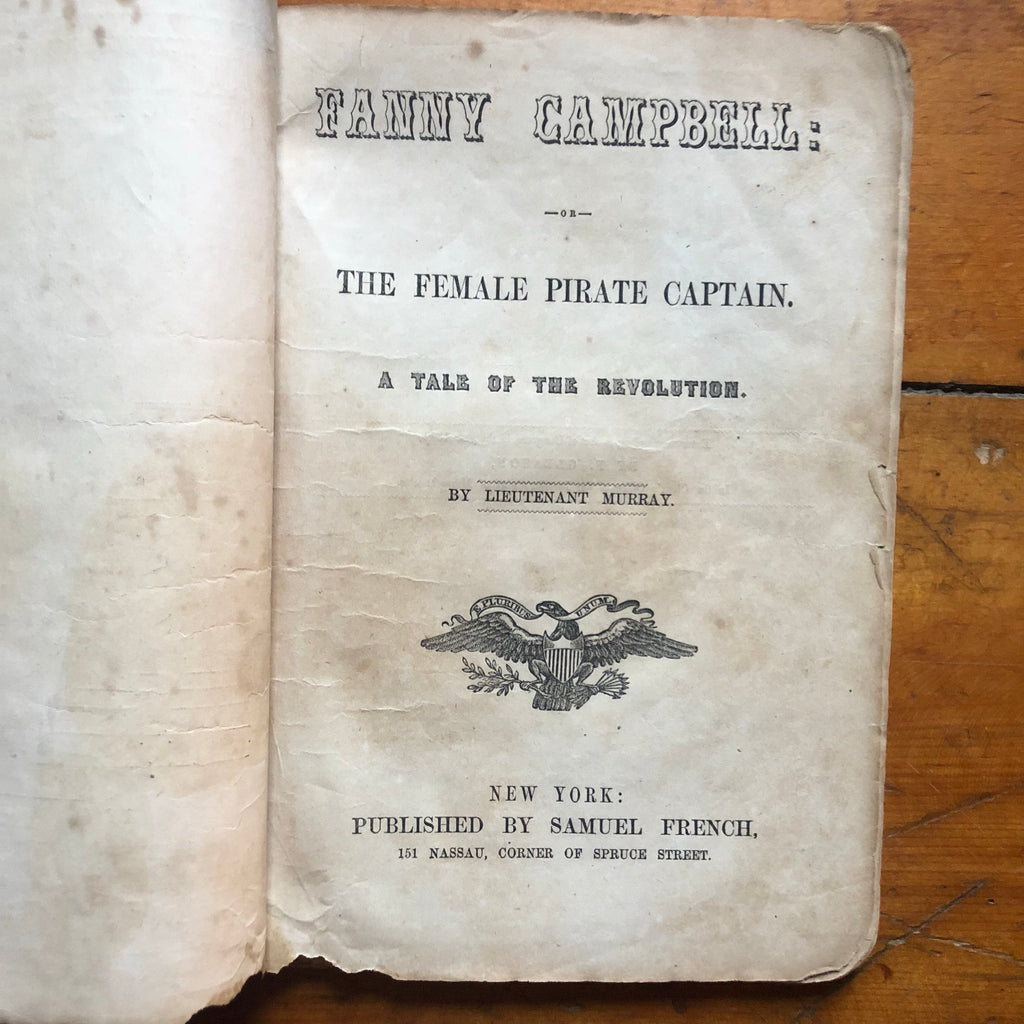 FANNY CAMPBELL:
—OR—
THE FEMALE PIRATE CAPTAIN.
A TALE OF THE REVOLUTION.
BY LIEUTENANT MURRAY.
E PLURIBUS UNUM
NEW YORK:
PUBLISHED BY SAMUEL FRENCH,
151 NASSAU, CORNER OF SPRUCE STREET.